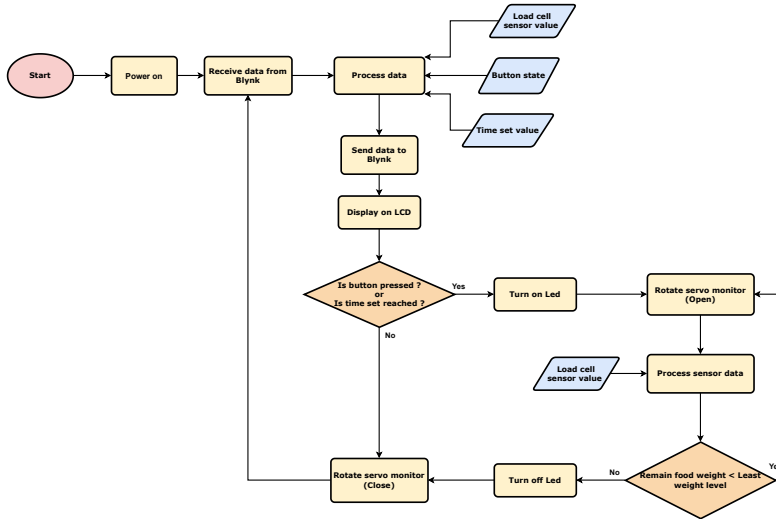 Load cell
sensor value
Start
Power on
Receive data from
Blynk
Process data
Button state
Time set value
Send data to
Blynk
Display on LCD
Is button pressed ?
or
Is time set reached ?
Yes
Turn on Led
Rotate servo monitor
(Open)
No
Load cell
sensor value
Process sensor data
Rotate servo monitor
(Close)
Turn off Led
No
Remain food weight < Least
weight level